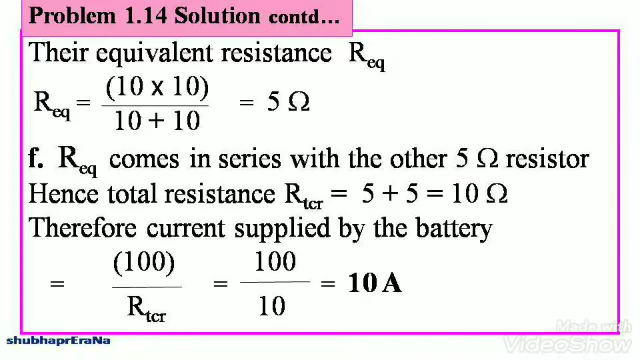 Problem 1.14 Solution contd...
Their equivalent resistance Req
Req = (10 x 10) / 10 + 10 = 5 Ω
f. Req comes in series with the other 5 Ω resistor
Hence total resistance Rtcr = 5 + 5 = 10 Ω
Therefore current supplied by the battery
= (100) / Rtcr = 100 / 10 = 10 A
shubhaprEraNa
Made with
VideoShow